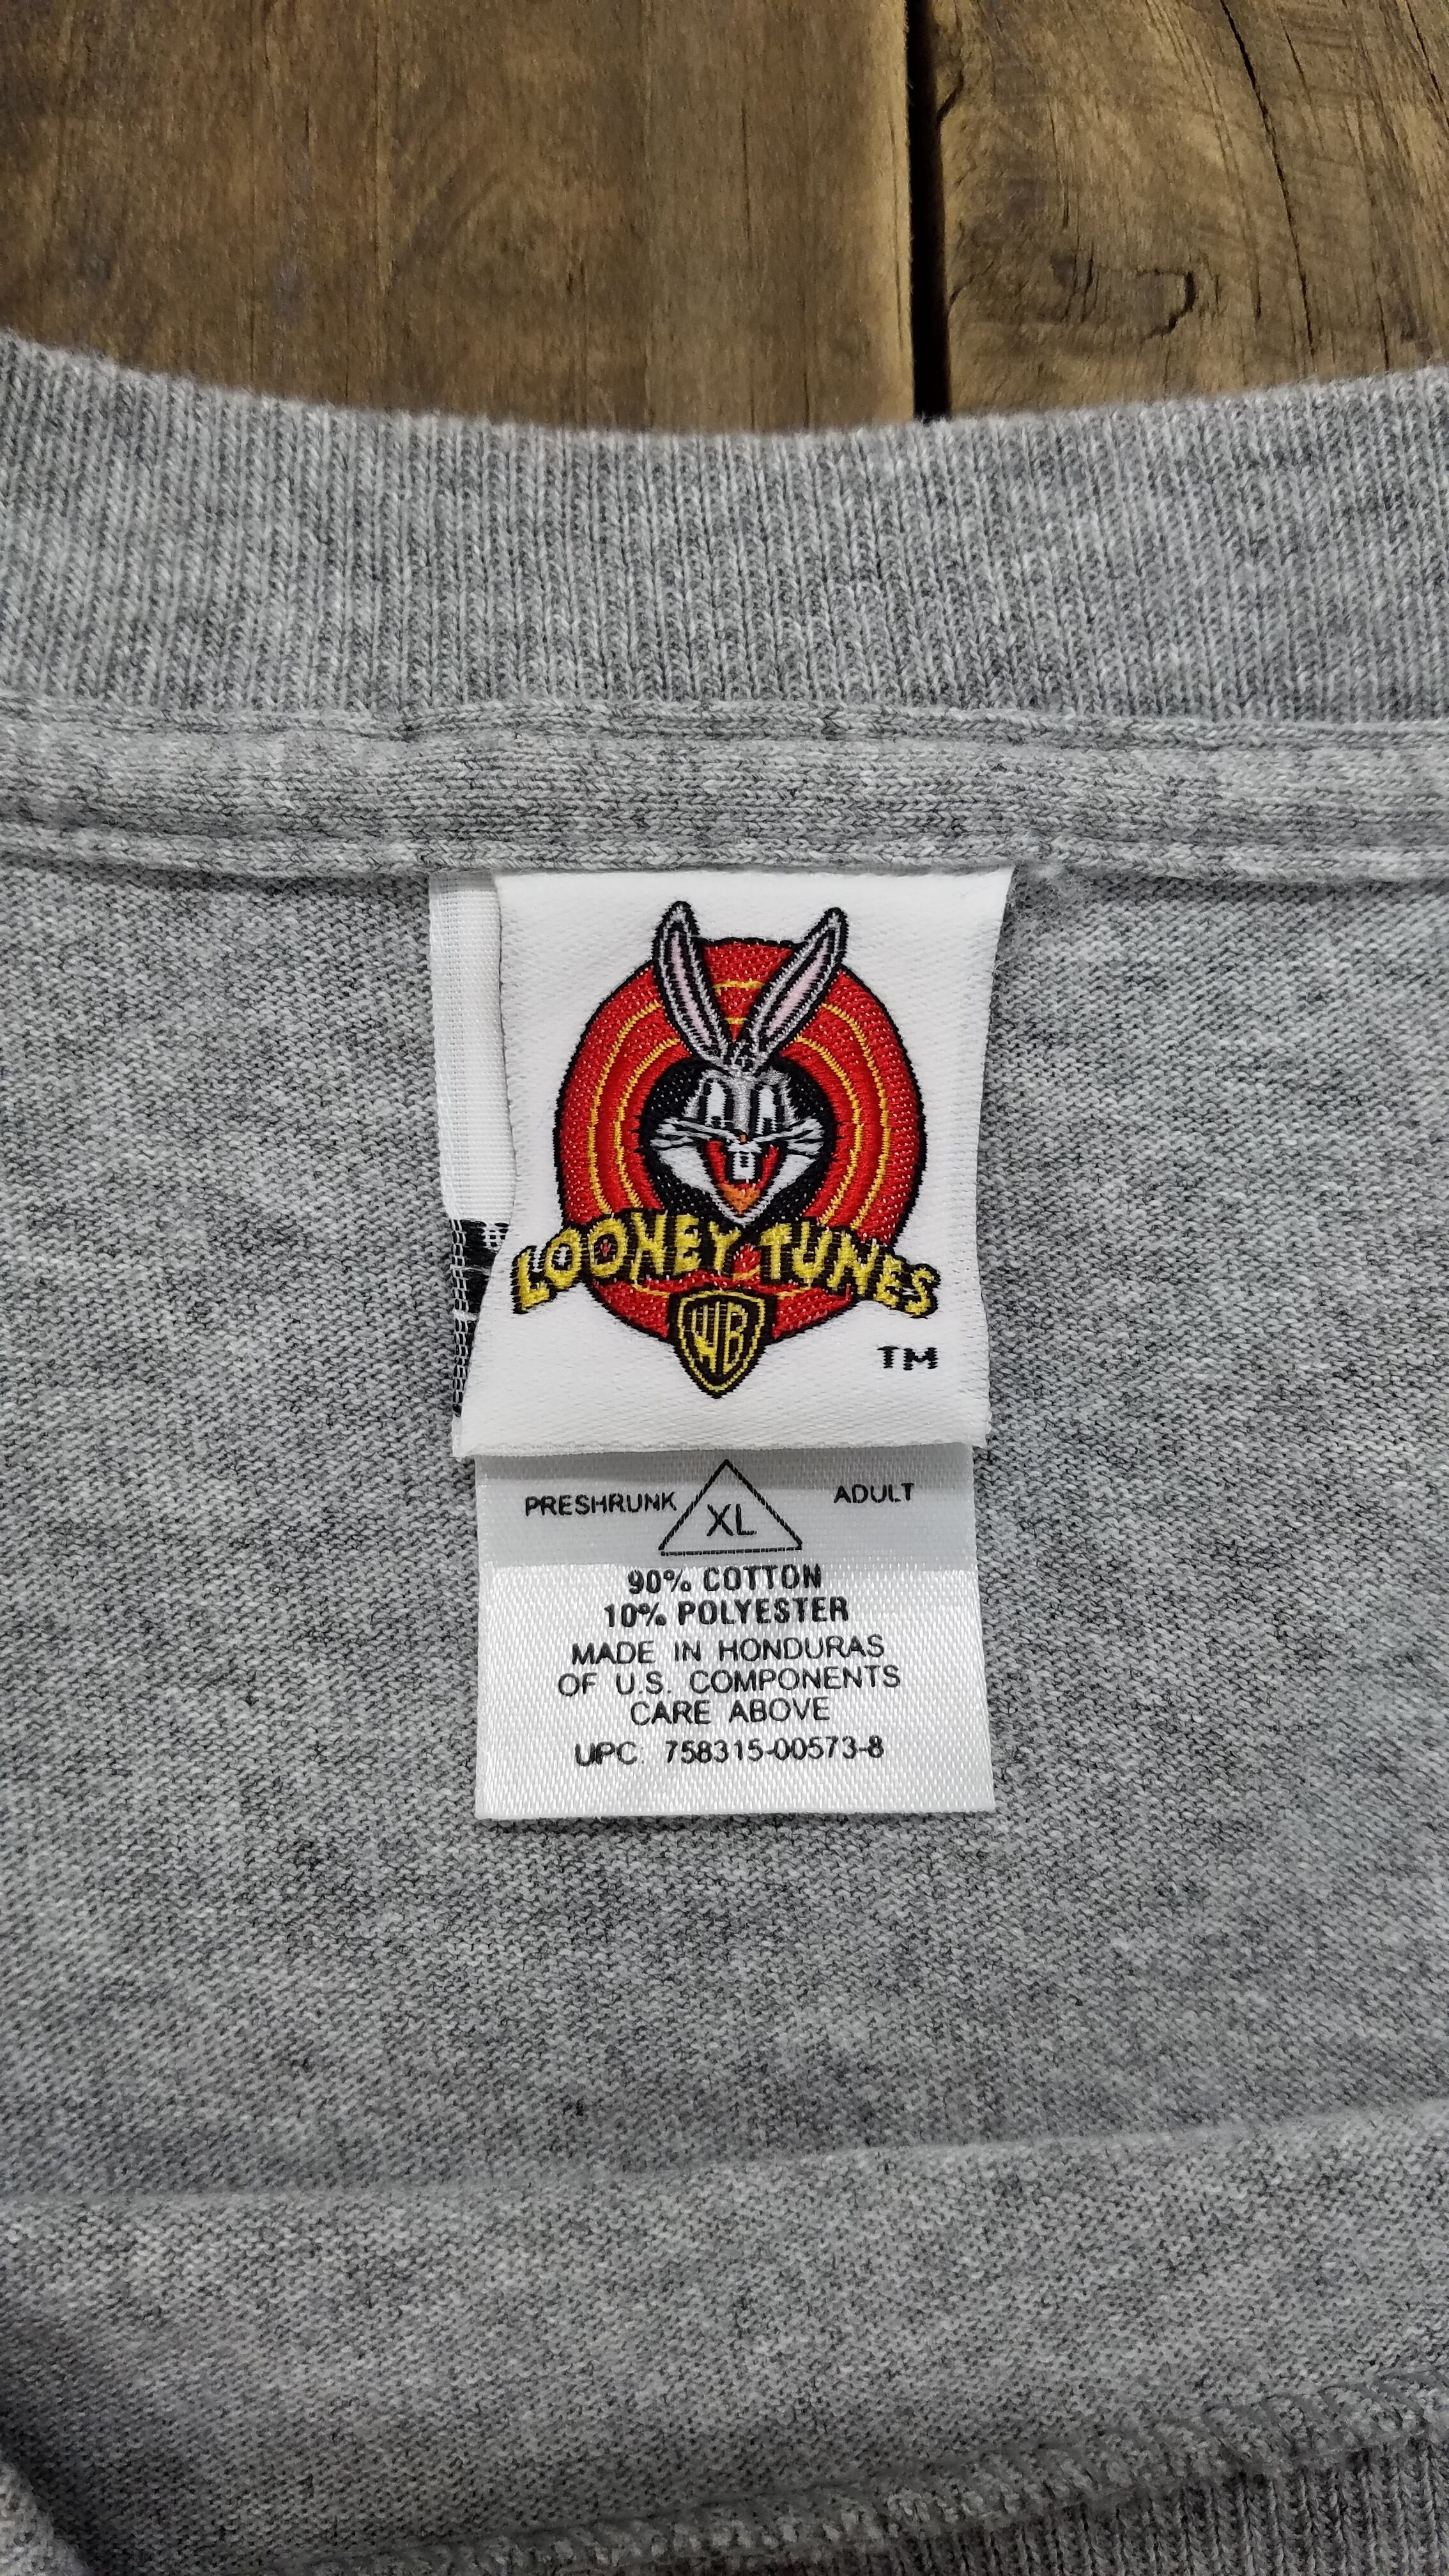 LOONEY TUNES
WB
TM
PRESHRUNK XL ADULT
90% COTTON
10% POLYESTER
MADE IN HONDURAS
OF U.S. COMPONENTS
CARE ABOVE
UPC. 758315-00573-8